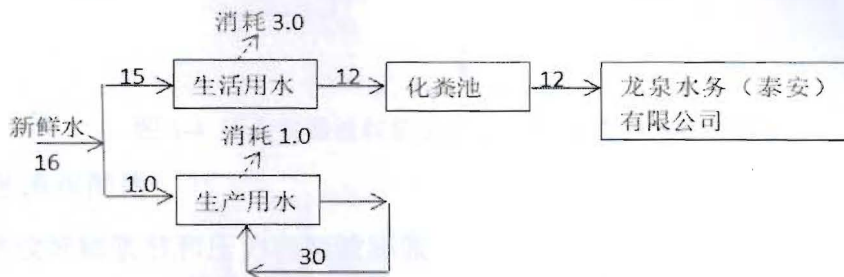 消耗 3.0
15
生活用水
12
化粪池
12
龙泉水务（泰安）
有限公司
新鲜水
16
消耗 1.0
1.0
生产用水
30